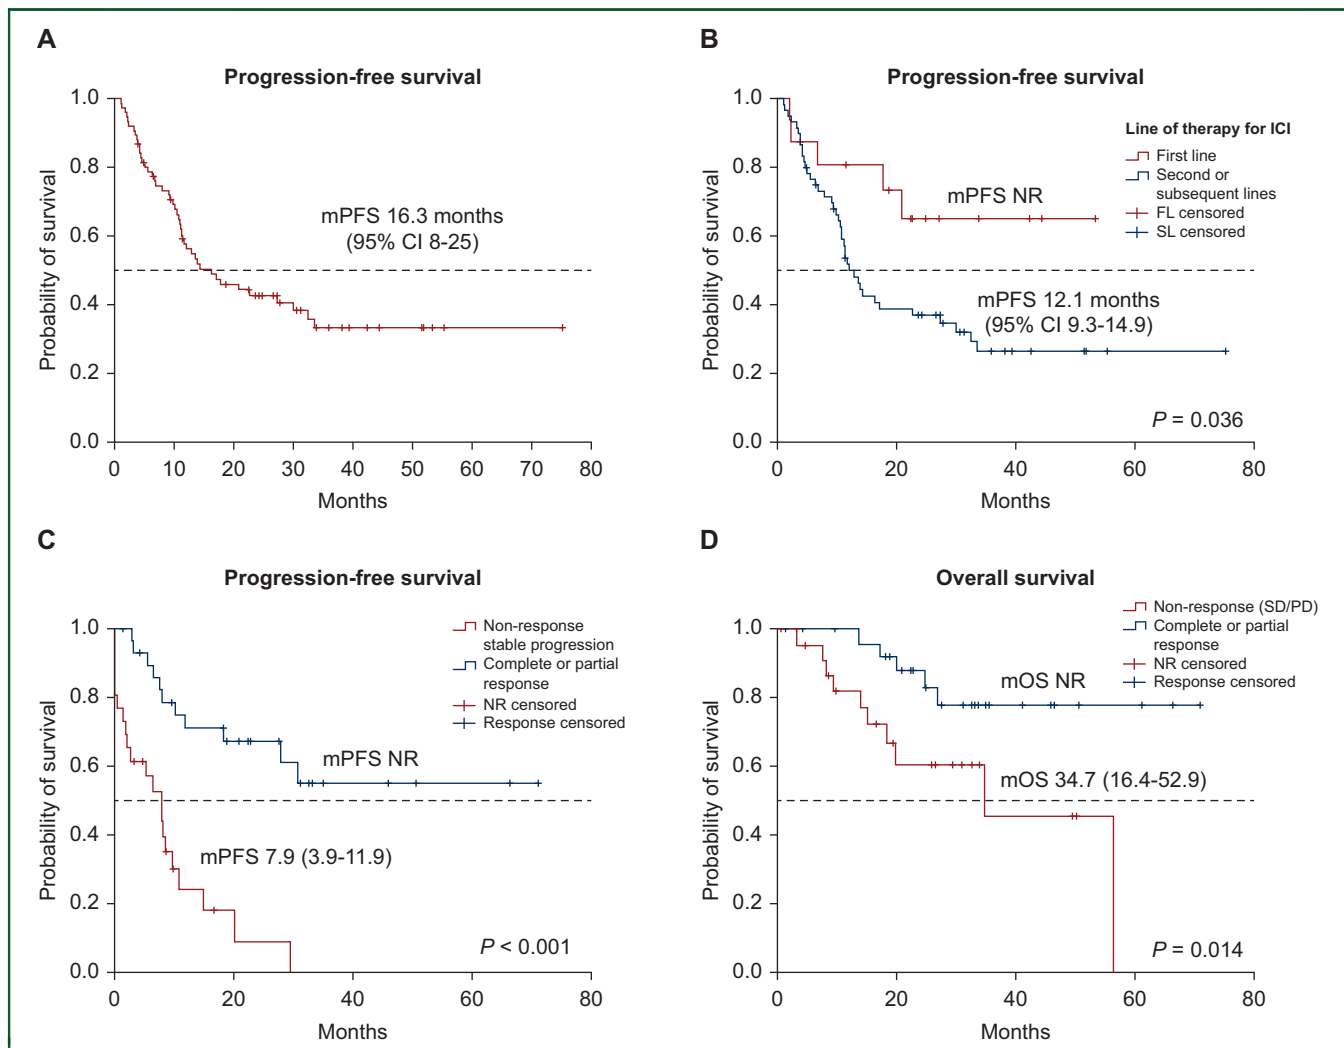 A
Progression-free survival
Probability of survival
1.0
0.8
0.6
0.4
0.2
0.0
mPFS 16.3 months
(95% CI 8-25)
0 10 20 30 40 50 60 70 80
Months
B
Progression-free survival
Probability of survival
1.0
0.8
0.6
0.4
0.2
0.0
Line of therapy for ICI
First line
Second or
subsequent lines
FL censored
SL censored
mPFS NR
mPFS 12.1 months
(95% CI 9.3-14.9)
P = 0.036
0 20 40 60 80
Months
C
Progression-free survival
Probability of survival
1.0
0.8
0.6
0.4
0.2
0.0
Non-response
stable progression
Complete or partial
response
NR censored
Response censored
mPFS NR
mPFS 7.9 (3.9-11.9)
P < 0.001
0 20 40 60 80
Months
D
Overall survival
Probability of survival
1.0
0.8
0.6
0.4
0.2
0.0
Non-response (SD/PD)
Complete or partial
response
NR censored
Response censored
mOS NR
mOS 34.7 (16.4-52.9)
P = 0.014
0 20 40 60 80
Months